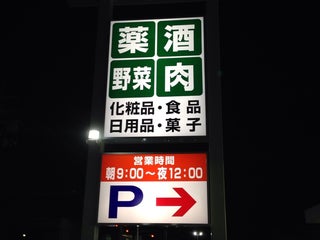 薬 酒
野菜 肉
化粧品・食品
日用品・菓子
営業時間
朝9:00～夜12:00
P →